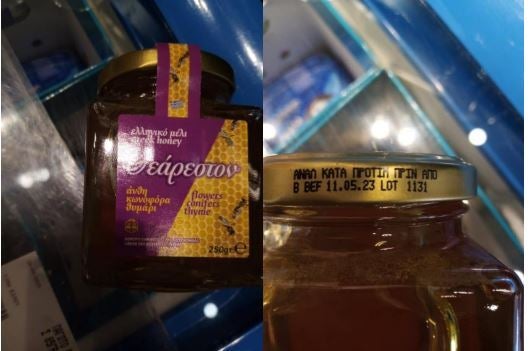 ελληνικό μέλι
greek honey
Θεάρεστον
άνθη
κωνοφόρα
θυμάρι
flowers
conifers
thyme
250gr.e
ΑΝΑΛ ΚΑΤΑ ΠΡΟΤΙΜ ΠΡΙΝ ΑΠΟ
B BEF 11.05.23 LOT 1131